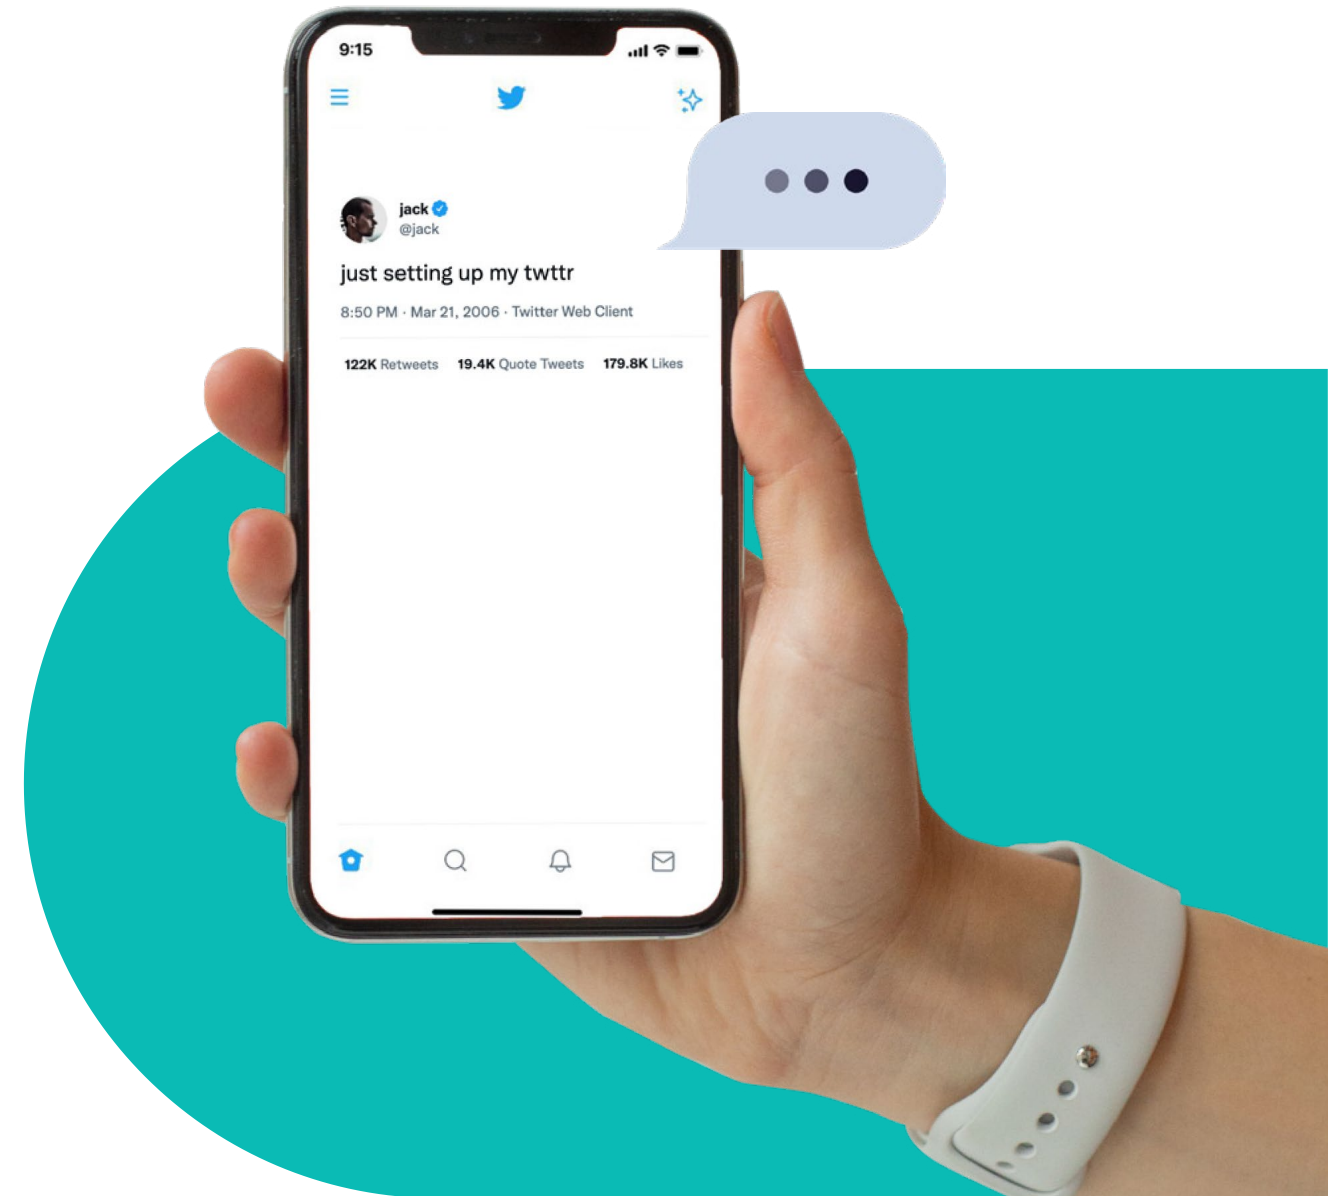 9:15
jack
@jack
just setting up my twttr
8:50 PM · Mar 21, 2006 · Twitter Web Client
122K Retweets 19.4K Quote Tweets 179.8K Likes